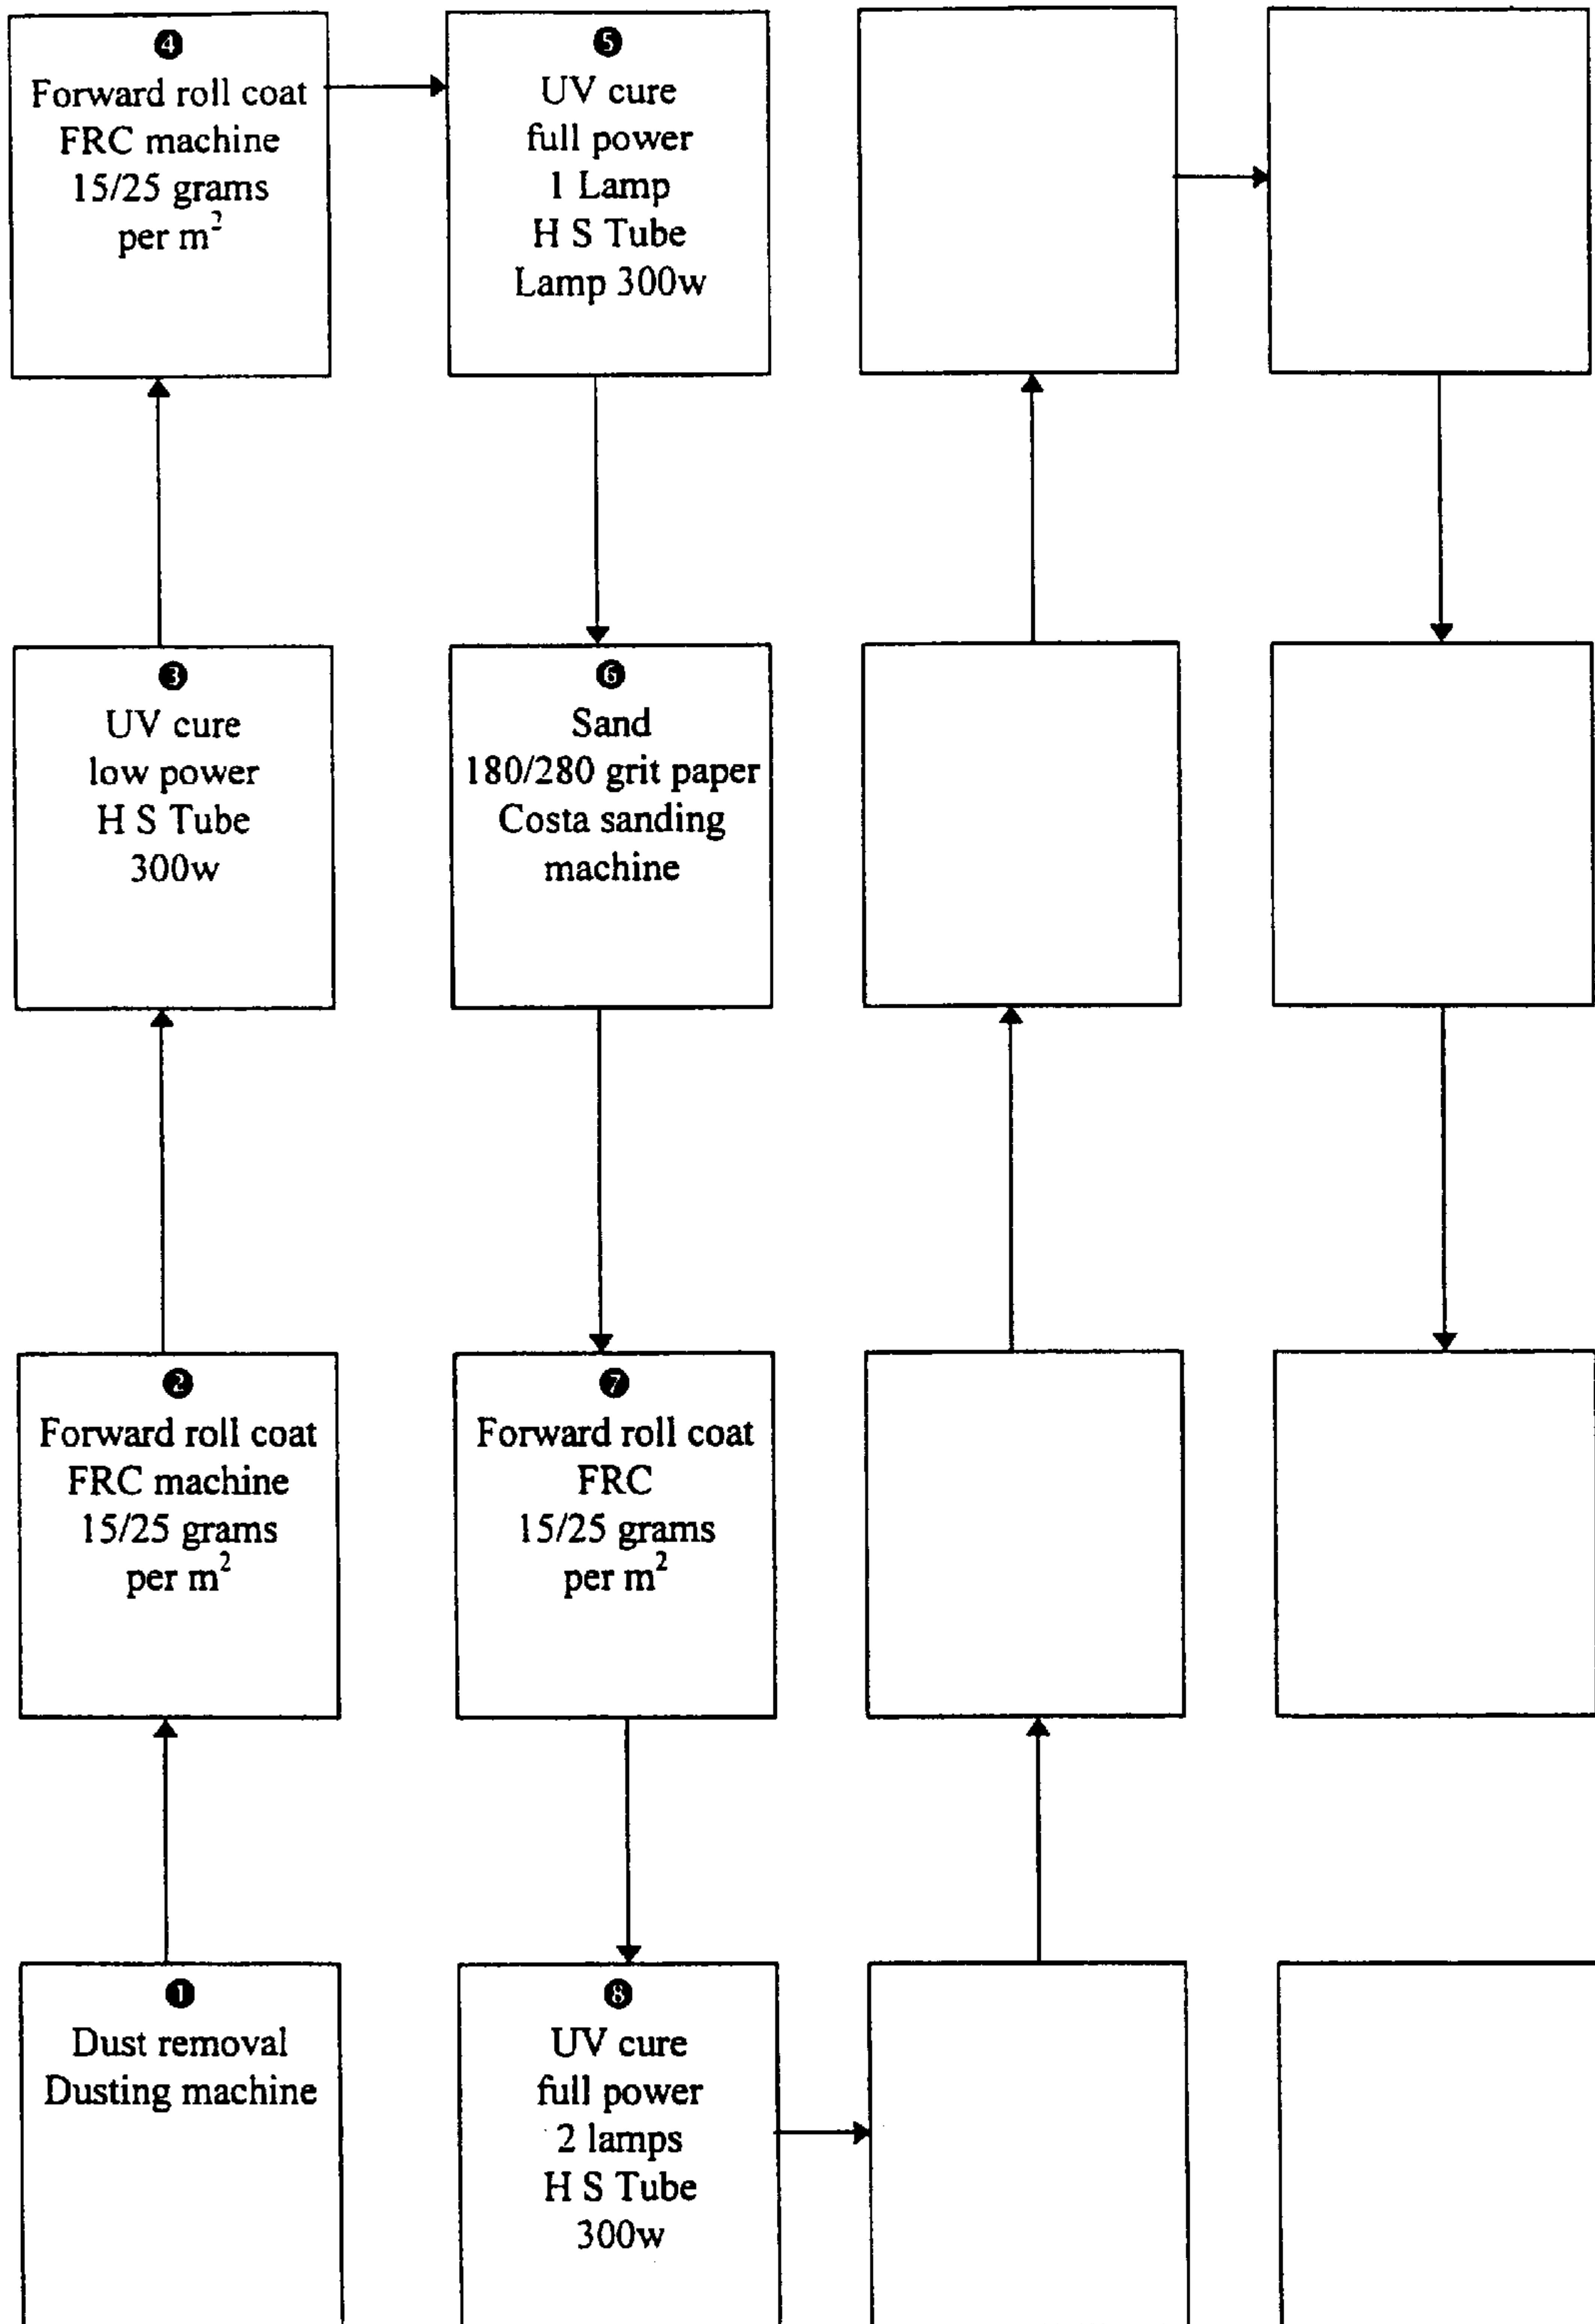 ❹
Forward roll coat
FRC machine
15/25 grams
per m²
❺
UV cure
full power
1 Lamp
H S Tube
Lamp 300w
❸
UV cure
low power
H S Tube
300w
❻
Sand
180/280 grit paper
Costa sanding
machine
❷
Forward roll coat
FRC machine
15/25 grams
per m²
❼
Forward roll coat
FRC
15/25 grams
per m²
❶
Dust removal
Dusting machine
❽
UV cure
full power
2 lamps
H S Tube
300w